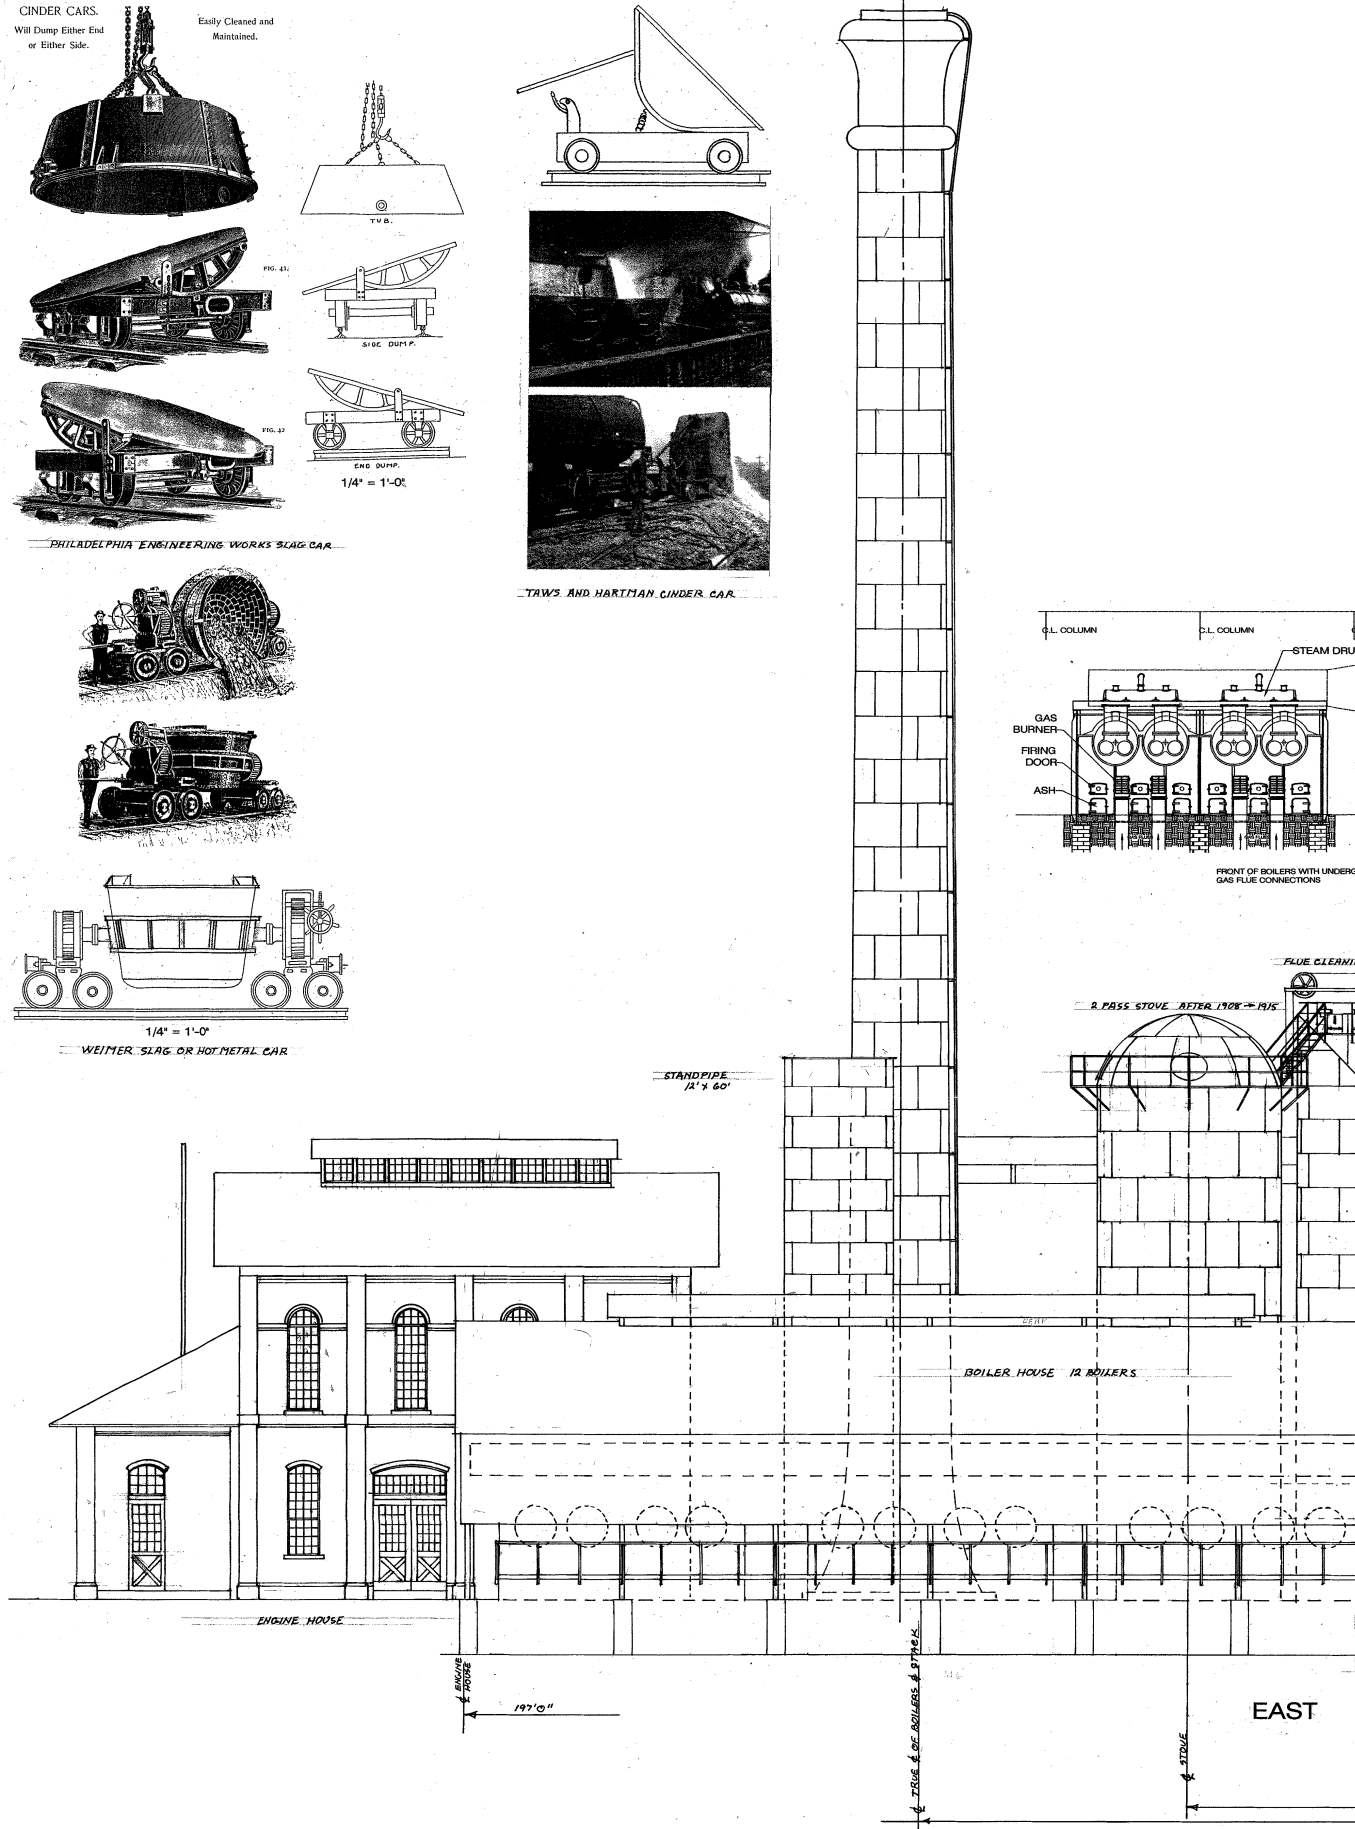 CINDER CARS.
Will Dump Either End
or Either Side.
Easily Cleaned and
Maintained.
TUB.
FIG. 41.
SIDE DUMP.
FIG. 42
END DUMP.
1/4" = 1'-0"
PHILADELPHIA ENGINEERING WORKS SLAG CAR
TAWS AND HARTMAN CINDER CAR
1/4" = 1'-0"
WEIMER SLAG OR HOT METAL CAR
C.L. COLUMN
C.L. COLUMN
STEAM DRU
GAS
BURNER
FIRING
DOOR
ASH
FRONT OF BOILERS WITH UNDERG
GAS FLUE CONNECTIONS
FLUE CLEANI
2 PASS STOVE AFTER 1908 → 1915
STANDPIPE
12' X 60'
BOILER HOUSE 12 BOILERS
ENGINE HOUSE
℄ ENGINE
HOUSE
197'0"
℄ TRUE ℄ OF BOILERS & STACK
℄ STOVE
EAST